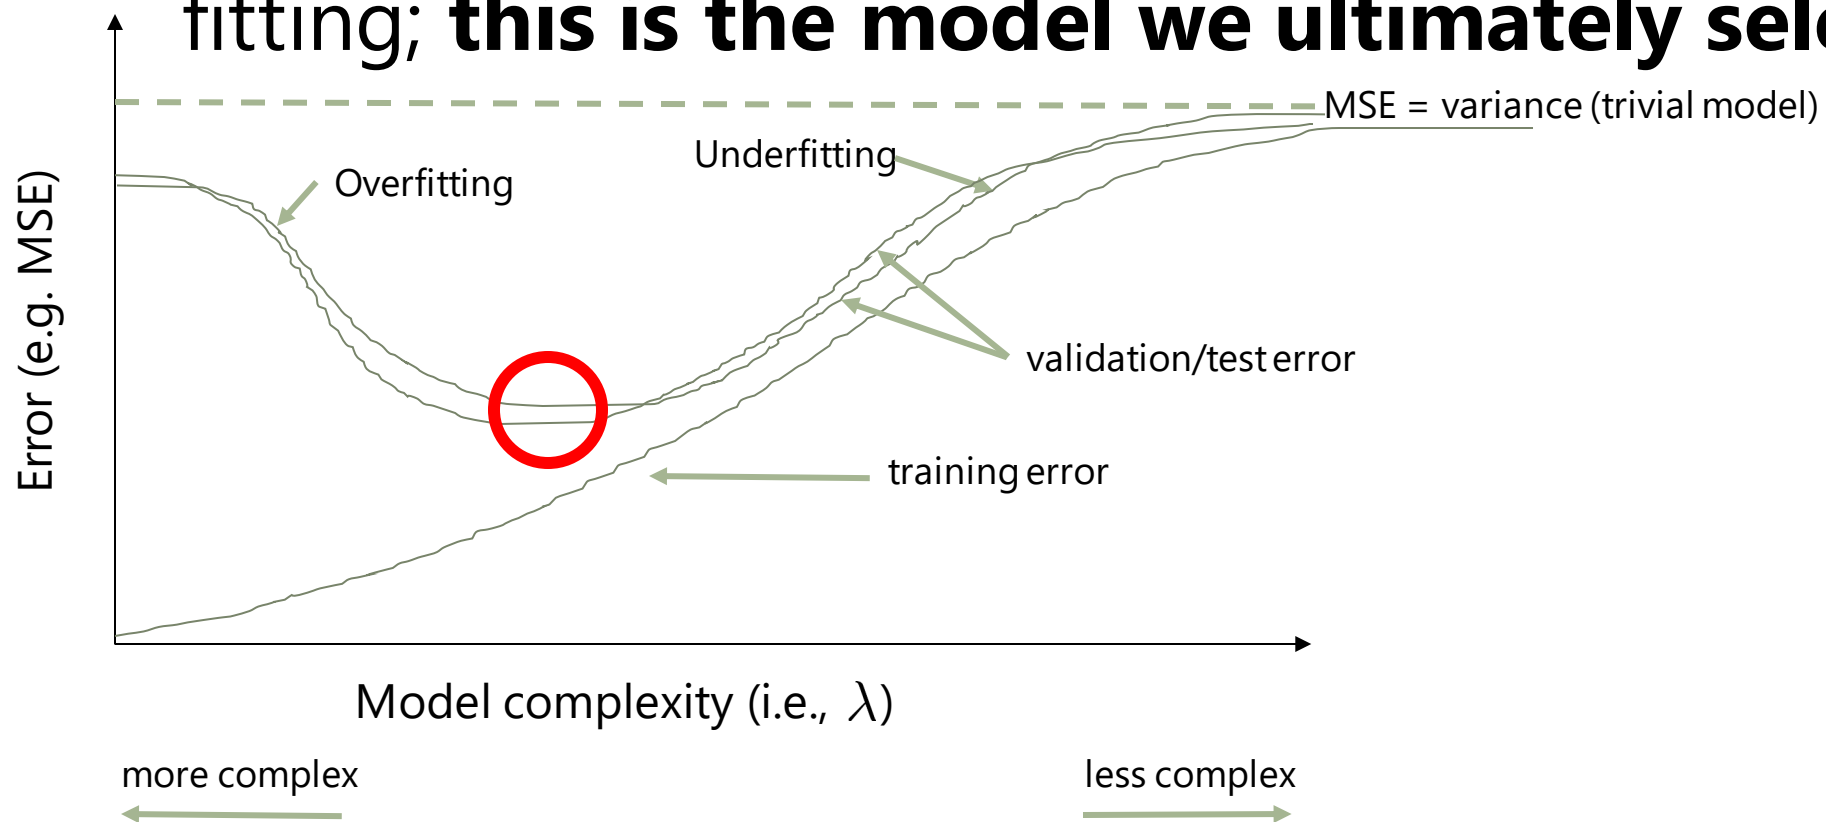 fitting; this is the model we ultimately
MSE = variance (trivial model)
Underfitting
Overfitting
Error (e.g. MSE)
validation/test error
training error
Model complexity (i.e., λ)
more complex
less complex